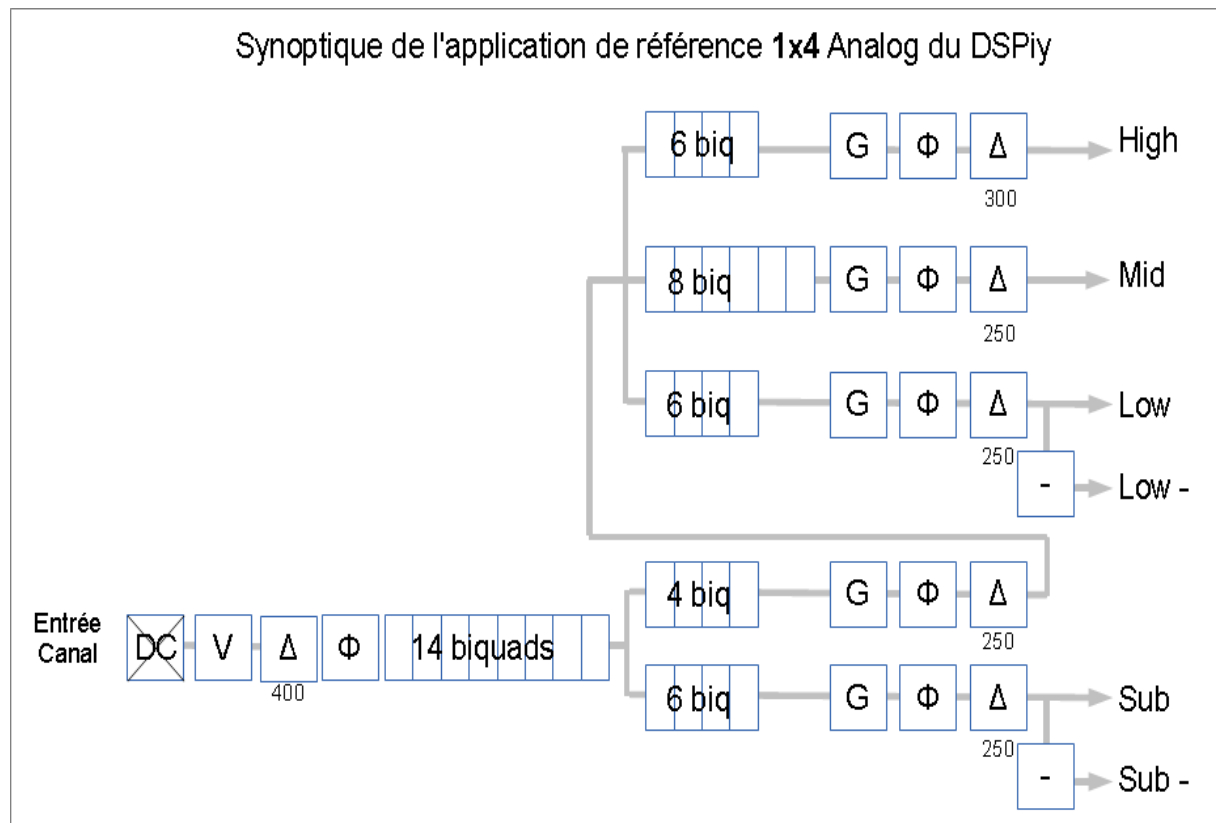 Synoptique de l'application de référence 1x4 Analog du DSPiy
6 biq G Φ Δ High
300
8 biq G Φ Δ Mid
250
6 biq G Φ Δ Low
250
- Low -
4 biq G Φ Δ
250
Entrée
Canal
DC V Δ Φ 14 biquads
400
6 biq G Φ Δ Sub
250
- Sub -